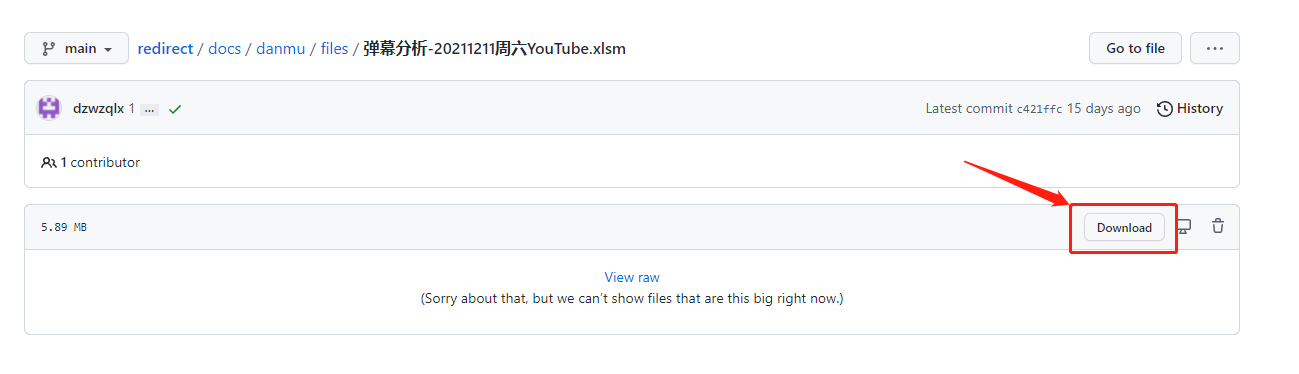 main redirect / docs / danmu / files / 弹幕分析-20211211周六YouTube.xlsm Go to file ...
dzwzqlx 1 ... Latest commit c421ffc 15 days ago History
1 contributor
5.89 MB Download
View raw
(Sorry about that, but we can’t show files that are this big right now.)